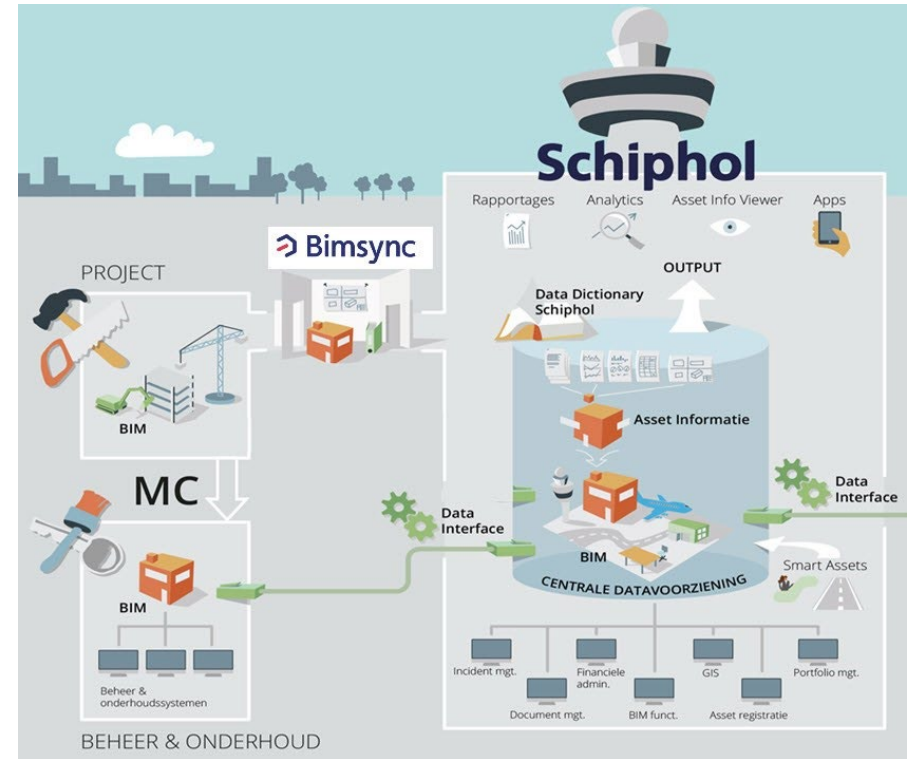 Schiphol
Rapportages
Analytics
Asset Info Viewer
Apps
OUTPUT
Bimsync
PROJECT
Data Dictionary
Schiphol
BIM
Asset Informatie
MC
Data
Interface
Data
Interface
BIM
Smart Assets
CENTRALE DATAVOORZIENING
BIM
Beheer &
onderhoudssystemen
Incident mgt.
Financiele
admin.
GIS
Portfolio mgt.
Document mgt.
BIM funct.
Asset registratie
BEHEER & ONDERHOUD